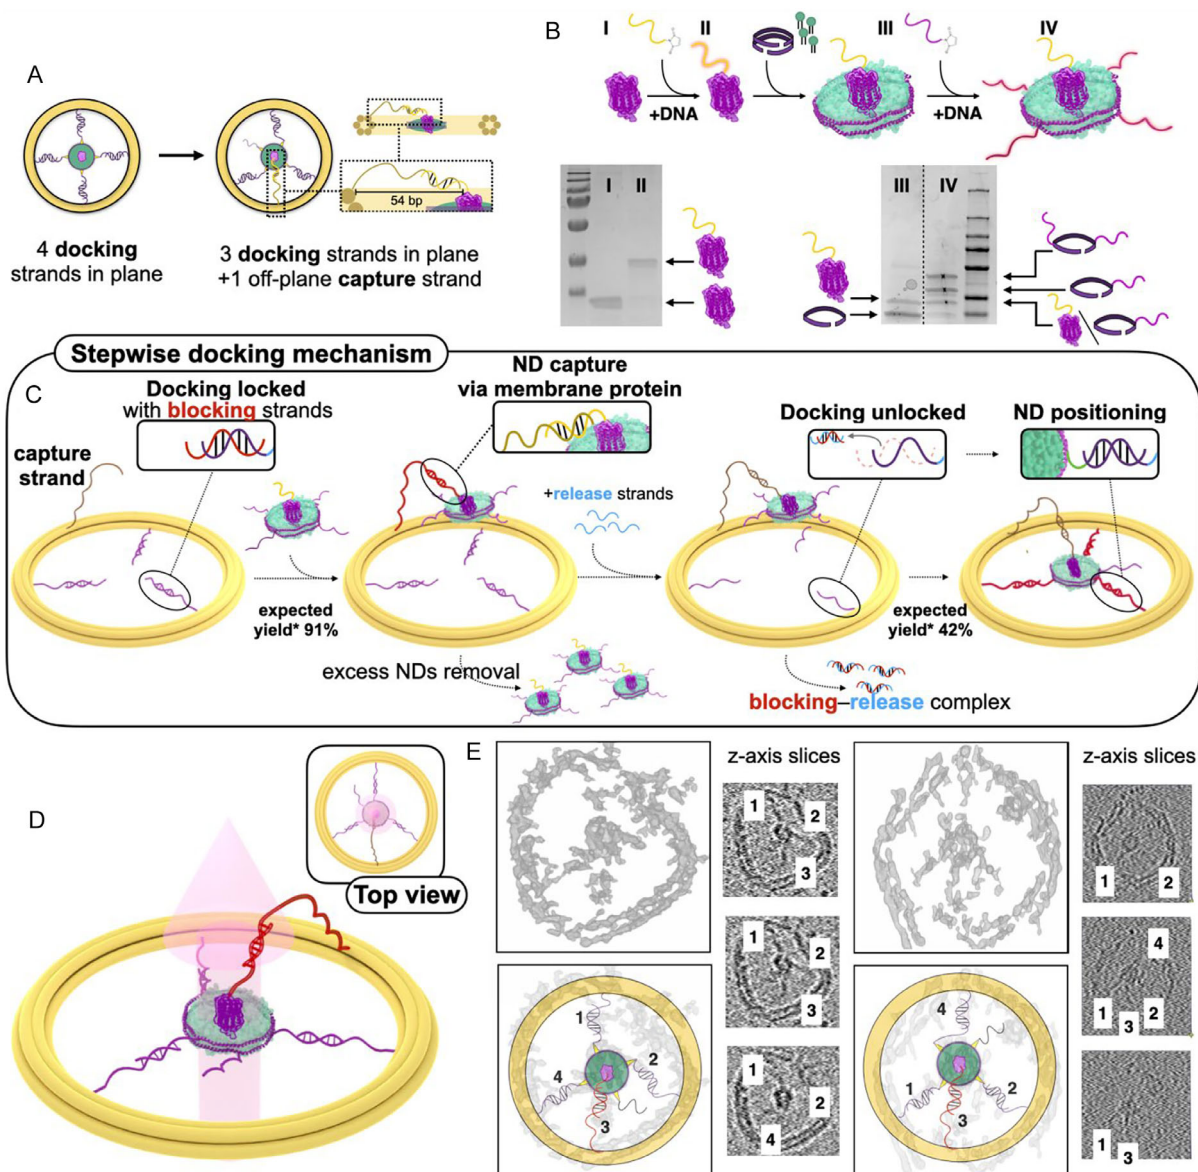 A
4 docking
strands in plane
54 bp
3 docking strands in plane
+1 off-plane capture strand
B
I
II
III
IV
+DNA
+DNA
I
II
III
IV
Stepwise docking mechanism
C
Docking locked
with blocking strands
capture
strand
expected
yield* 91%
ND capture
via membrane protein
+release strands
excess NDs removal
Docking unlocked
ND positioning
expected
yield* 42%
blocking–release complex
D
Top view
E
z-axis slices
1
2
3
1
2
3
1
2
4
1
2
4
3
z-axis slices
1
2
4
1
3
2
1
3
4
1
2
3